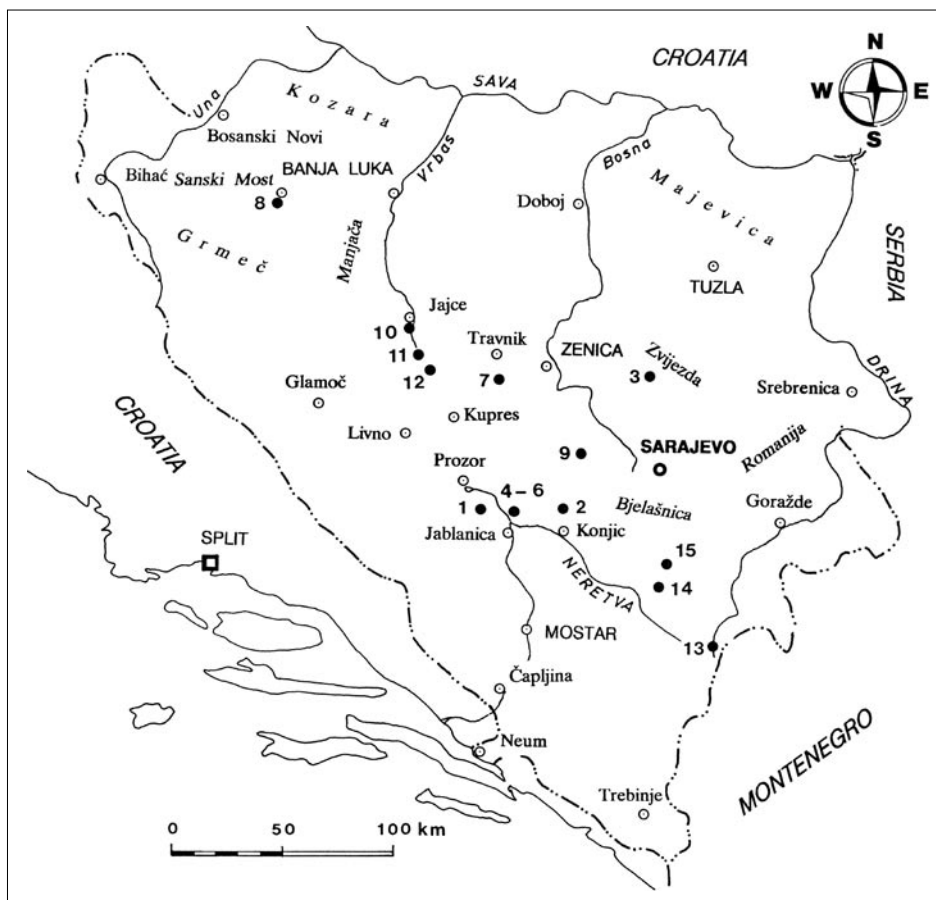 N
CROATIA
W E
SAVA
S
Una
Kozara
Vrbas
Bosna
Bosanski Novi
Bihać
Sanski Most
BANJA LUKA
8
Doboj
Majevica
Grmeč
Manjača
TUZLA
SERBIA
Jajce
10
Travnik
ZENICA
11
12
7
3
Zvijezda
Srebrenica
DRINA
Glamoč
Kupres
Livno
CROATIA
9
SARAJEVO
Romanija
Prozor
4 – 6
1
2
Bjelašnica
Goražde
Jablanica
Konjic
SPLIT
15
NERETVA
14
MOSTAR
13
Čapljina
Neum
MONTENEGRO
Trebinje
0 50 100 km